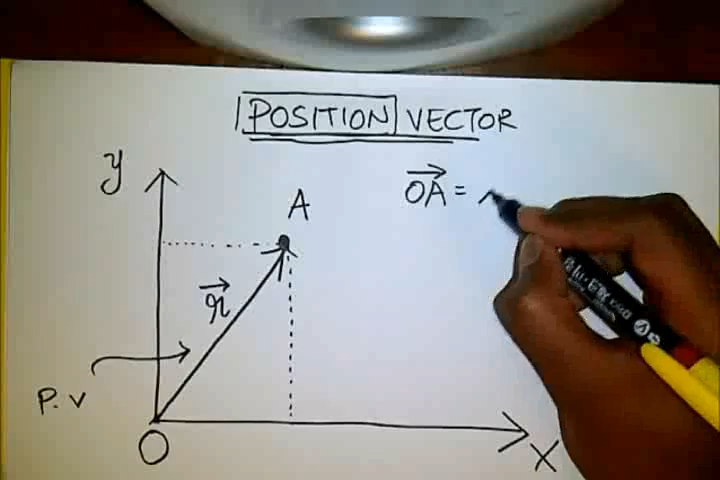 POSITION VECTOR
y
A
OA =
r
P. V
O
X